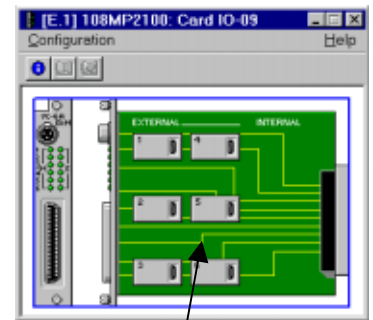 [E.1] 108MP2100: Card IO-09
Configuration Help
EXTERNAL INTERNAL
1 4
2 5
3